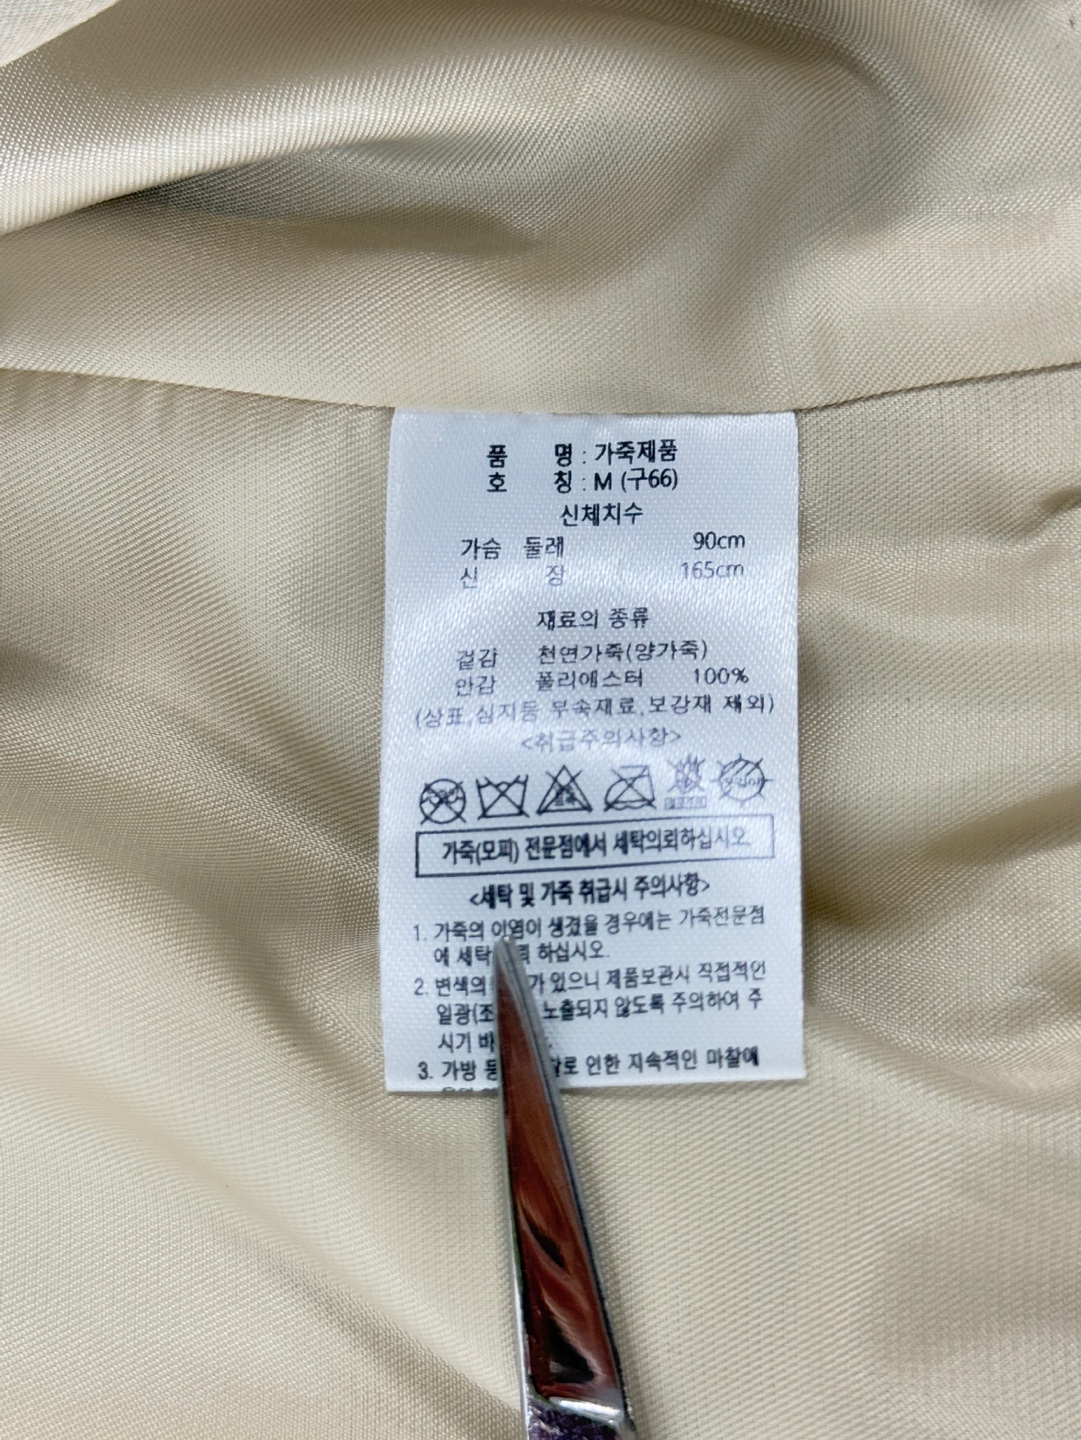 품 명 : 가죽제품
호 칭 : M (구66)
신체치수
가슴 둘레 90cm
신 장 165cm
재료의 종류
겉감 천연가죽(양가죽)
안감 폴리에스터 100%
(상표,심지등 부속재료,보강재 제외)
<취급주의사항>
가죽(모피) 전문점에서 세탁의뢰하십시오.
<세탁 및 가죽 취급시 주의사항>
1. 가죽의 이염이 생겼을 경우에는 가죽전문점
에 세탁 하십시오.
2. 변색의 가 있으니 제품보관시 직접적인
일광(조 노출되지 않도록 주의하여 주
시기 바
3. 가방 등 로 인한 지속적인 마찰에